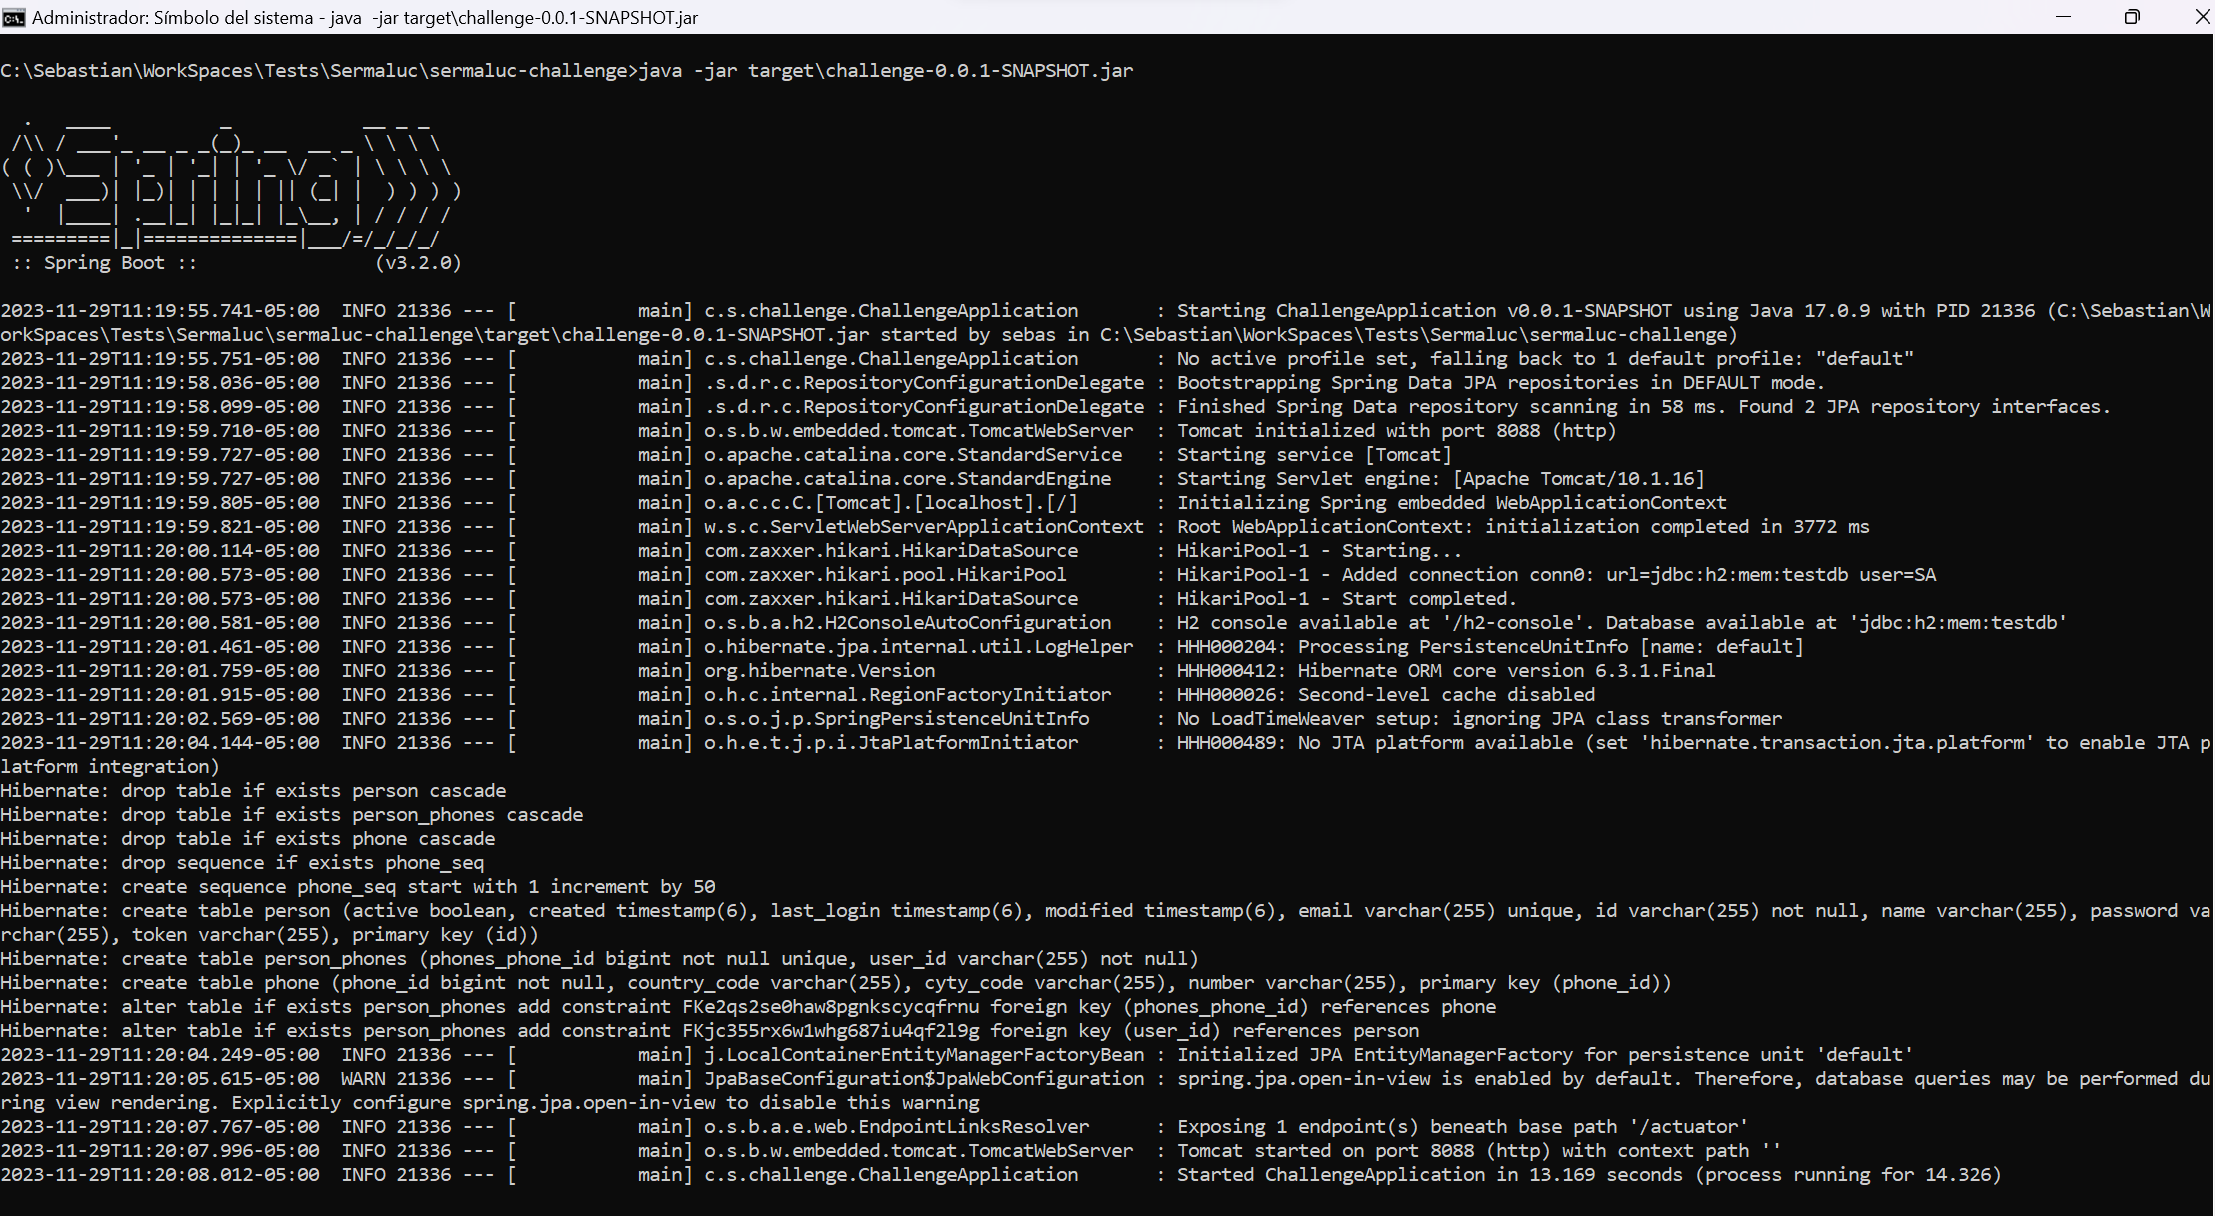 Administrador: Símbolo del sistema - java  -jar target\challenge-0.0.1-SNAPSHOT.jar
C:\Sebastian\WorkSpaces\Tests\Sermaluc\sermaluc-challenge>java -jar target\challenge-0.0.1-SNAPSHOT.jar
  .   ____          _            __ _ _
 /\\ / ___'_ __ _ _(_)_ __  __ _ \ \ \ \
( ( )\___ | '_ | '_| | '_ \/ _` | \ \ \ \
 \\/  ___)| |_)| | | | | || (_| |  ) ) ) )
  '  |____| .__|_| |_|_| |_\__, | / / / /
 =========|_|==============|___/=/_/_/_/
 :: Spring Boot ::                (v3.2.0)
2023-11-29T11:19:55.741-05:00  INFO 21336 --- [           main] c.s.challenge.ChallengeApplication       : Starting ChallengeApplication v0.0.1-SNAPSHOT using Java 17.0.9 with PID 21336 (C:\Sebastian\W
orkSpaces\Tests\Sermaluc\sermaluc-challenge\target\challenge-0.0.1-SNAPSHOT.jar started by sebas in C:\Sebastian\WorkSpaces\Tests\Sermaluc\sermaluc-challenge)
2023-11-29T11:19:55.751-05:00  INFO 21336 --- [           main] c.s.challenge.ChallengeApplication       : No active profile set, falling back to 1 default profile: "default"
2023-11-29T11:19:58.036-05:00  INFO 21336 --- [           main] .s.d.r.c.RepositoryConfigurationDelegate : Bootstrapping Spring Data JPA repositories in DEFAULT mode.
2023-11-29T11:19:58.099-05:00  INFO 21336 --- [           main] .s.d.r.c.RepositoryConfigurationDelegate : Finished Spring Data repository scanning in 58 ms. Found 2 JPA repository interfaces.
2023-11-29T11:19:59.710-05:00  INFO 21336 --- [           main] o.s.b.w.embedded.tomcat.TomcatWebServer  : Tomcat initialized with port 8088 (http)
2023-11-29T11:19:59.727-05:00  INFO 21336 --- [           main] o.apache.catalina.core.StandardService   : Starting service [Tomcat]
2023-11-29T11:19:59.727-05:00  INFO 21336 --- [           main] o.apache.catalina.core.StandardEngine    : Starting Servlet engine: [Apache Tomcat/10.1.16]
2023-11-29T11:19:59.805-05:00  INFO 21336 --- [           main] o.a.c.c.C.[Tomcat].[localhost].[/]       : Initializing Spring embedded WebApplicationContext
2023-11-29T11:19:59.821-05:00  INFO 21336 --- [           main] w.s.c.ServletWebServerApplicationContext : Root WebApplicationContext: initialization completed in 3772 ms
2023-11-29T11:20:00.114-05:00  INFO 21336 --- [           main] com.zaxxer.hikari.HikariDataSource       : HikariPool-1 - Starting...
2023-11-29T11:20:00.573-05:00  INFO 21336 --- [           main] com.zaxxer.hikari.pool.HikariPool        : HikariPool-1 - Added connection conn0: url=jdbc:h2:mem:testdb user=SA
2023-11-29T11:20:00.573-05:00  INFO 21336 --- [           main] com.zaxxer.hikari.HikariDataSource       : HikariPool-1 - Start completed.
2023-11-29T11:20:00.581-05:00  INFO 21336 --- [           main] o.s.b.a.h2.H2ConsoleAutoConfiguration    : H2 console available at '/h2-console'. Database available at 'jdbc:h2:mem:testdb'
2023-11-29T11:20:01.461-05:00  INFO 21336 --- [           main] o.hibernate.jpa.internal.util.LogHelper  : HHH000204: Processing PersistenceUnitInfo [name: default]
2023-11-29T11:20:01.759-05:00  INFO 21336 --- [           main] org.hibernate.Version                    : HHH000412: Hibernate ORM core version 6.3.1.Final
2023-11-29T11:20:01.915-05:00  INFO 21336 --- [           main] o.h.c.internal.RegionFactoryInitiator    : HHH000026: Second-level cache disabled
2023-11-29T11:20:02.569-05:00  INFO 21336 --- [           main] o.s.o.j.p.SpringPersistenceUnitInfo      : No LoadTimeWeaver setup: ignoring JPA class transformer
2023-11-29T11:20:04.144-05:00  INFO 21336 --- [           main] o.h.e.t.j.p.i.JtaPlatformInitiator       : HHH000489: No JTA platform available (set 'hibernate.transaction.jta.platform' to enable JTA p
latform integration)
Hibernate: drop table if exists person cascade
Hibernate: drop table if exists person_phones cascade
Hibernate: drop table if exists phone cascade
Hibernate: drop sequence if exists phone_seq
Hibernate: create sequence phone_seq start with 1 increment by 50
Hibernate: create table person (active boolean, created timestamp(6), last_login timestamp(6), modified timestamp(6), email varchar(255) unique, id varchar(255) not null, name varchar(255), password va
rchar(255), token varchar(255), primary key (id))
Hibernate: create table person_phones (phones_phone_id bigint not null unique, user_id varchar(255) not null)
Hibernate: create table phone (phone_id bigint not null, country_code varchar(255), cyty_code varchar(255), number varchar(255), primary key (phone_id))
Hibernate: alter table if exists person_phones add constraint FKe2qs2se0haw8pgnkscycqfrnu foreign key (phones_phone_id) references phone
Hibernate: alter table if exists person_phones add constraint FKjc355rx6w1whg687iu4qf2l9g foreign key (user_id) references person
2023-11-29T11:20:04.249-05:00  INFO 21336 --- [           main] j.LocalContainerEntityManagerFactoryBean : Initialized JPA EntityManagerFactory for persistence unit 'default'
2023-11-29T11:20:05.615-05:00  WARN 21336 --- [           main] JpaBaseConfiguration$JpaWebConfiguration : spring.jpa.open-in-view is enabled by default. Therefore, database queries may be performed du
ring view rendering. Explicitly configure spring.jpa.open-in-view to disable this warning
2023-11-29T11:20:07.767-05:00  INFO 21336 --- [           main] o.s.b.a.e.web.EndpointLinksResolver      : Exposing 1 endpoint(s) beneath base path '/actuator'
2023-11-29T11:20:07.996-05:00  INFO 21336 --- [           main] o.s.b.w.embedded.tomcat.TomcatWebServer  : Tomcat started on port 8088 (http) with context path ''
2023-11-29T11:20:08.012-05:00  INFO 21336 --- [           main] c.s.challenge.ChallengeApplication       : Started ChallengeApplication in 13.169 seconds (process running for 14.326)